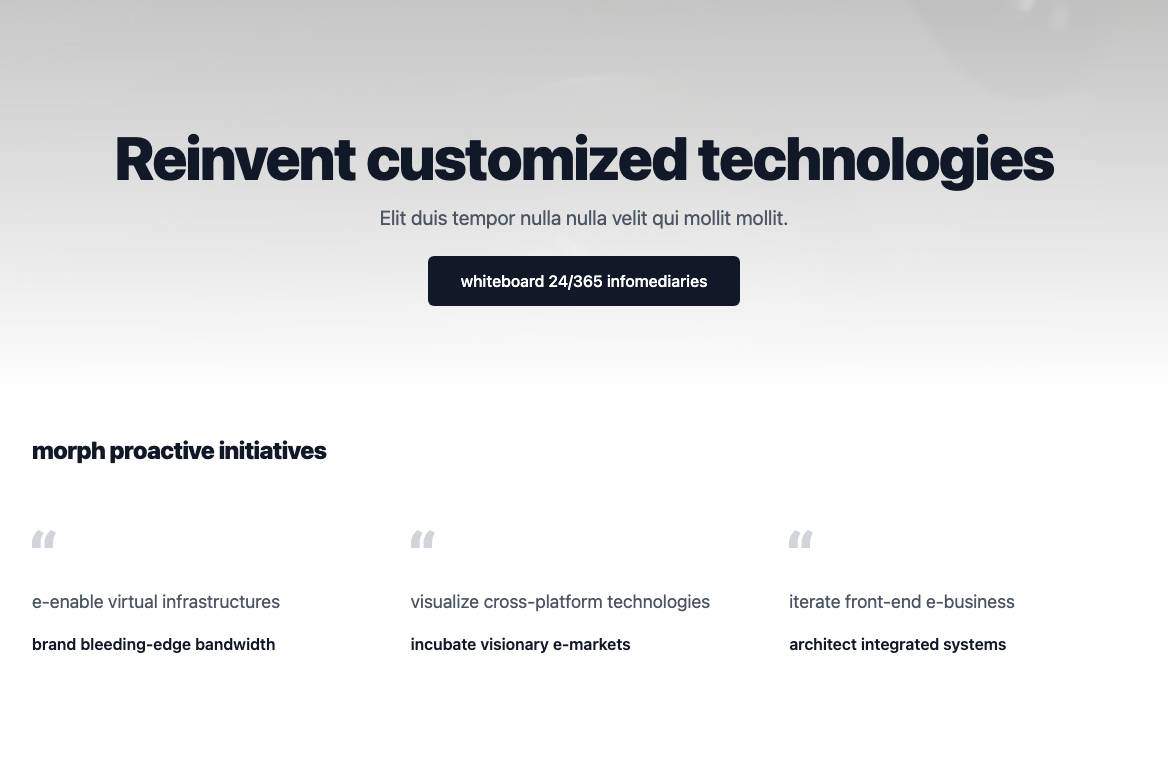 Reinvent customized technologies
Elit duis tempor nulla nulla velit qui mollit mollit.
whiteboard 24/365 infomediaries
morph proactive initiatives
“
e-enable virtual infrastructures
brand bleeding-edge bandwidth
“
visualize cross-platform technologies
incubate visionary e-markets
“
iterate front-end e-business
architect integrated systems